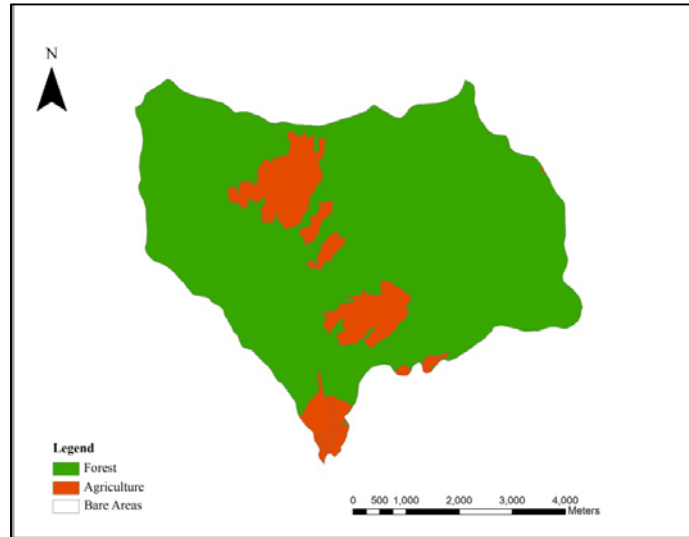 N
Legend
Forest
Agriculture
Bare Areas
0 500 1,000 2,000 3,000 4,000
Meters